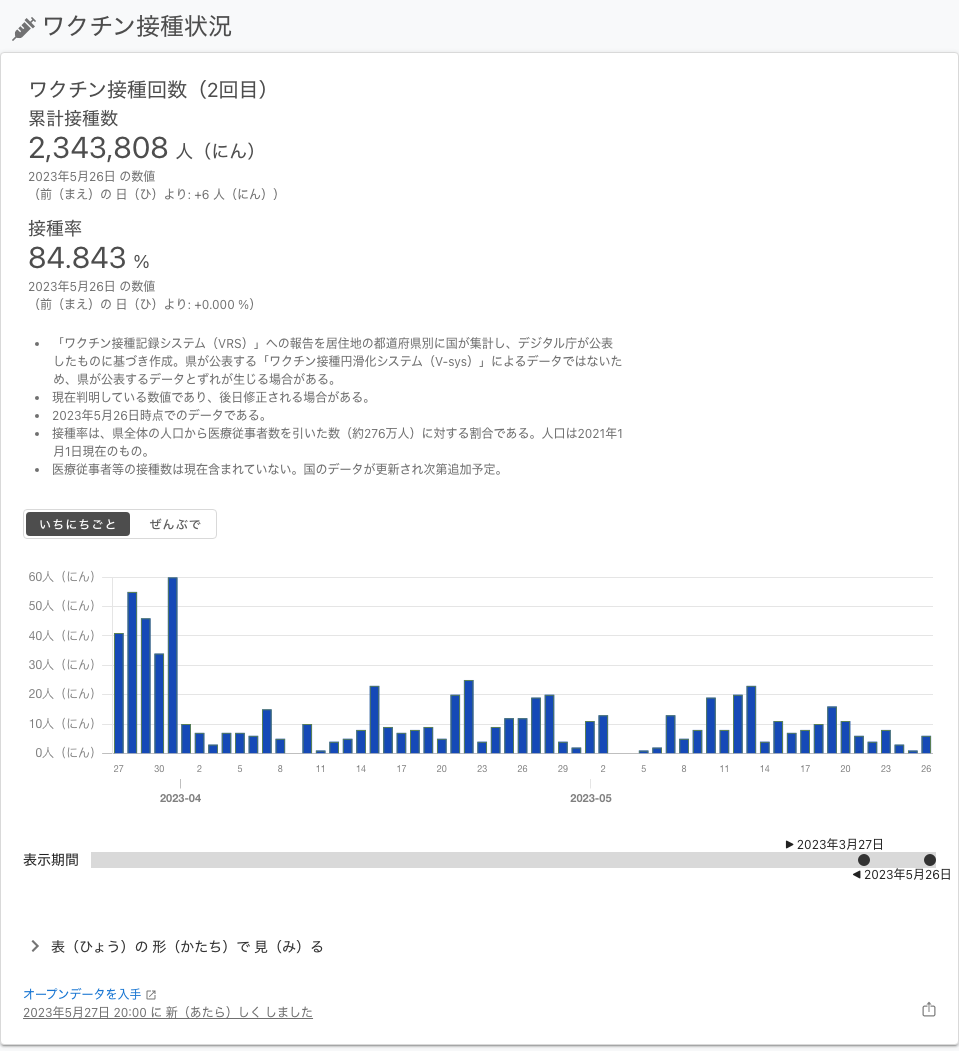 ワクチン接種状況
ワクチン接種回数（2回目）
累計接種数
2,343,808 人（にん）
2023年5月26日 の数値
（前（まえ）の 日（ひ）より: +6 人（にん））
接種率
84.843 %
2023年5月26日 の数値
（前（まえ）の 日（ひ）より: +0.000 %）
• 「ワクチン接種記録システム（VRS）」への報告を居住地の都道府県別に国が集計し、デジタル庁が公表
したものに基づき作成。県が公表する「ワクチン接種円滑化システム（V-sys）」によるデータではないた
め、県が公表するデータとずれが生じる場合がある。
• 現在判明している数値であり、後日修正される場合がある。
• 2023年5月26日時点でのデータである。
• 接種率は、県全体の人口から医療従事者数を引いた数（約276万人）に対する割合である。人口は2021年1
月1日現在のもの。
• 医療従事者等の接種数は現在含まれていない。国のデータが更新され次第追加予定。
いちにちごと ぜんぶで
60人（にん）
50人（にん）
40人（にん）
30人（にん）
20人（にん）
10人（にん）
0人（にん）
27 30 2 5 8 11 14 17 20 23 26 29 2 5 8 11 14 17 20 23 26
2023-04 2023-05
▶ 2023年3月27日
表示期間
◀ 2023年5月26日
表（ひょう）の 形（かたち）で 見（み）る
オープンデータを入手
2023年5月27日 20:00 に 新（あたら）しく しました